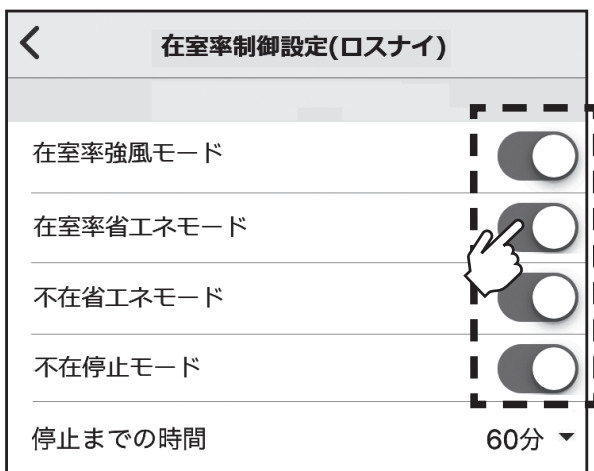 在室率制御設定(ロスナイ)
在室率強風モード
在室率省エネモード
不在省エネモード
不在停止モード
停止までの時間 60分